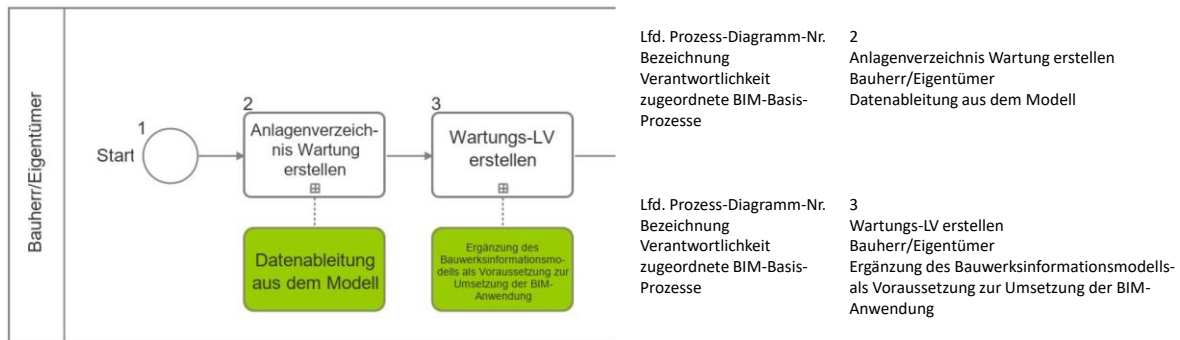 Bauherr/Eigentümer
1
Start
2
Anlagenverzeich-
nis Wartung
erstellen
3
Wartungs-LV
erstellen
Datenableitung
aus dem Modell
Ergänzung des
Bauwerksinformationsmo-
dells als Voraussetzung zur
Umsetzung der BIM-
Anwendung
Lfd. Prozess-Diagramm-Nr. 2
Bezeichnung Anlagenverzeichnis Wartung erstellen
Verantwortlichkeit Bauherr/Eigentümer
zugeordnete BIM-Basis- Datenableitung aus dem Modell
Prozesse
Lfd. Prozess-Diagramm-Nr. 3
Bezeichnung Wartungs-LV erstellen
Verantwortlichkeit Bauherr/Eigentümer
zugeordnete BIM-Basis- Ergänzung des Bauwerksinformationsmodells-
Prozesse als Voraussetzung zur Umsetzung der BIM-
Anwendung